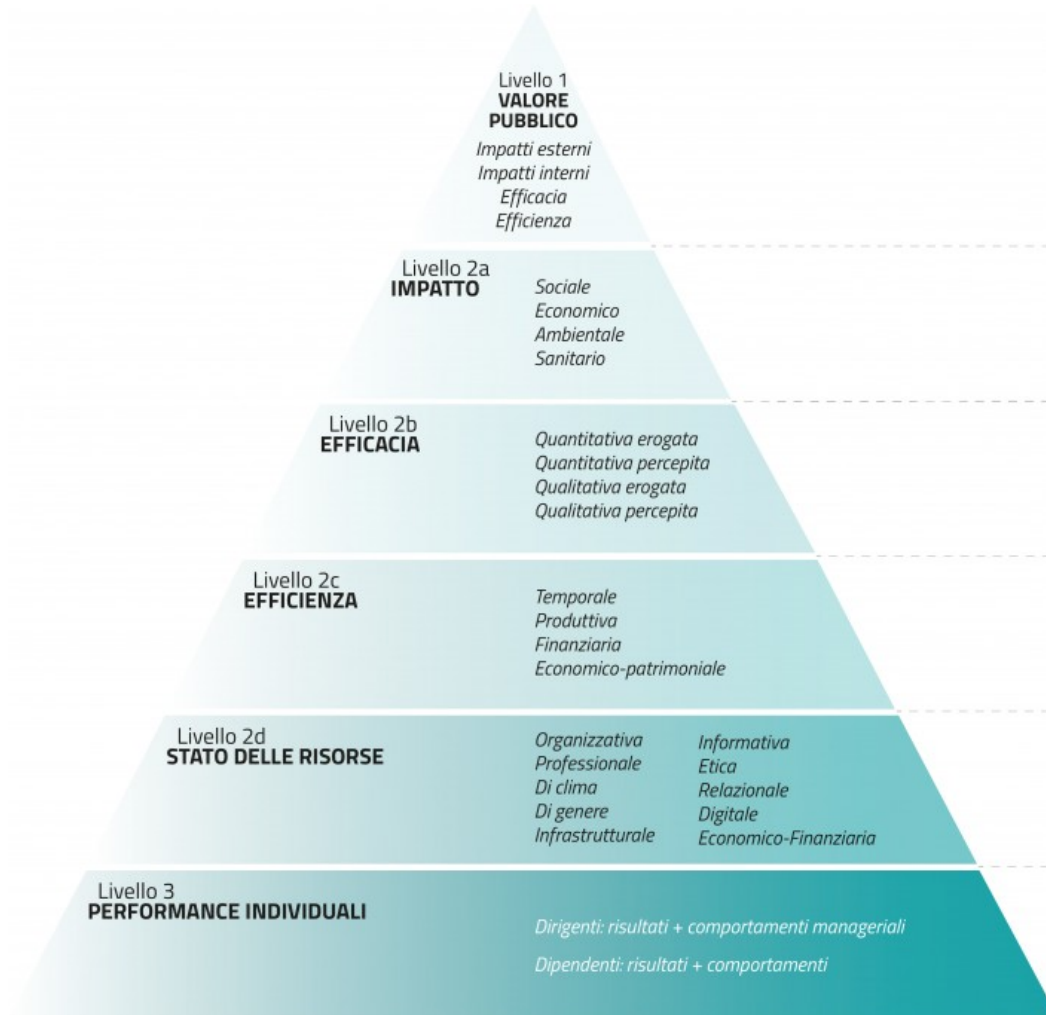 Livello 1
VALORE
PUBBLICO
Impatti esterni
Impatti interni
Efficacia
Efficienza
Livello 2a
IMPATTO
Sociale
Economico
Ambientale
Sanitario
Livello 2b
EFFICACIA
Quantitativa erogata
Quantitativa percepita
Qualitativa erogata
Qualitativa percepita
Livello 2c
EFFICIENZA
Temporale
Produttiva
Finanziaria
Economico-patrimoniale
Livello 2d
STATO DELLE RISORSE
Organizzativa
Professionale
Di clima
Di genere
Infrastrutturale
Informativa
Etica
Relazionale
Digitale
Economico-Finanziaria
Livello 3
PERFORMANCE INDIVIDUALI
Dirigenti: risultati + comportamenti manageriali
Dipendenti: risultati + comportamenti